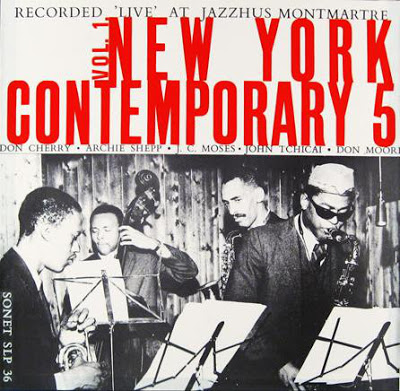 RECORDED 'LIVE' AT JAZZHUS MONTMARTRE
VOL. 1
NEW YORK
CONTEMPORARY 5
DON CHERRY • ARCHIE SHEPP • J. C. MOSES • JOHN TCHICAI • DON MOORE
SONET SLP 36